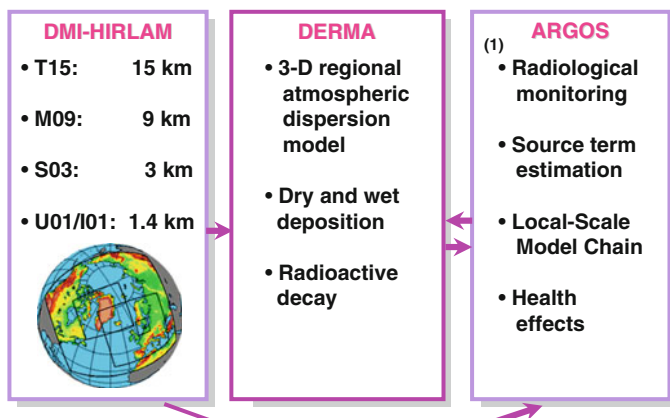 DMI-HIRLAM
• T15: 15 km
• M09: 9 km
• S03: 3 km
• U01/I01: 1.4 km
DERMA
• 3-D regional
atmospheric
dispersion
model
• Dry and wet
deposition
• Radioactive
decay
ARGOS
(1)
• Radiological
monitoring
• Source term
estimation
• Local-Scale
Model Chain
• Health
effects